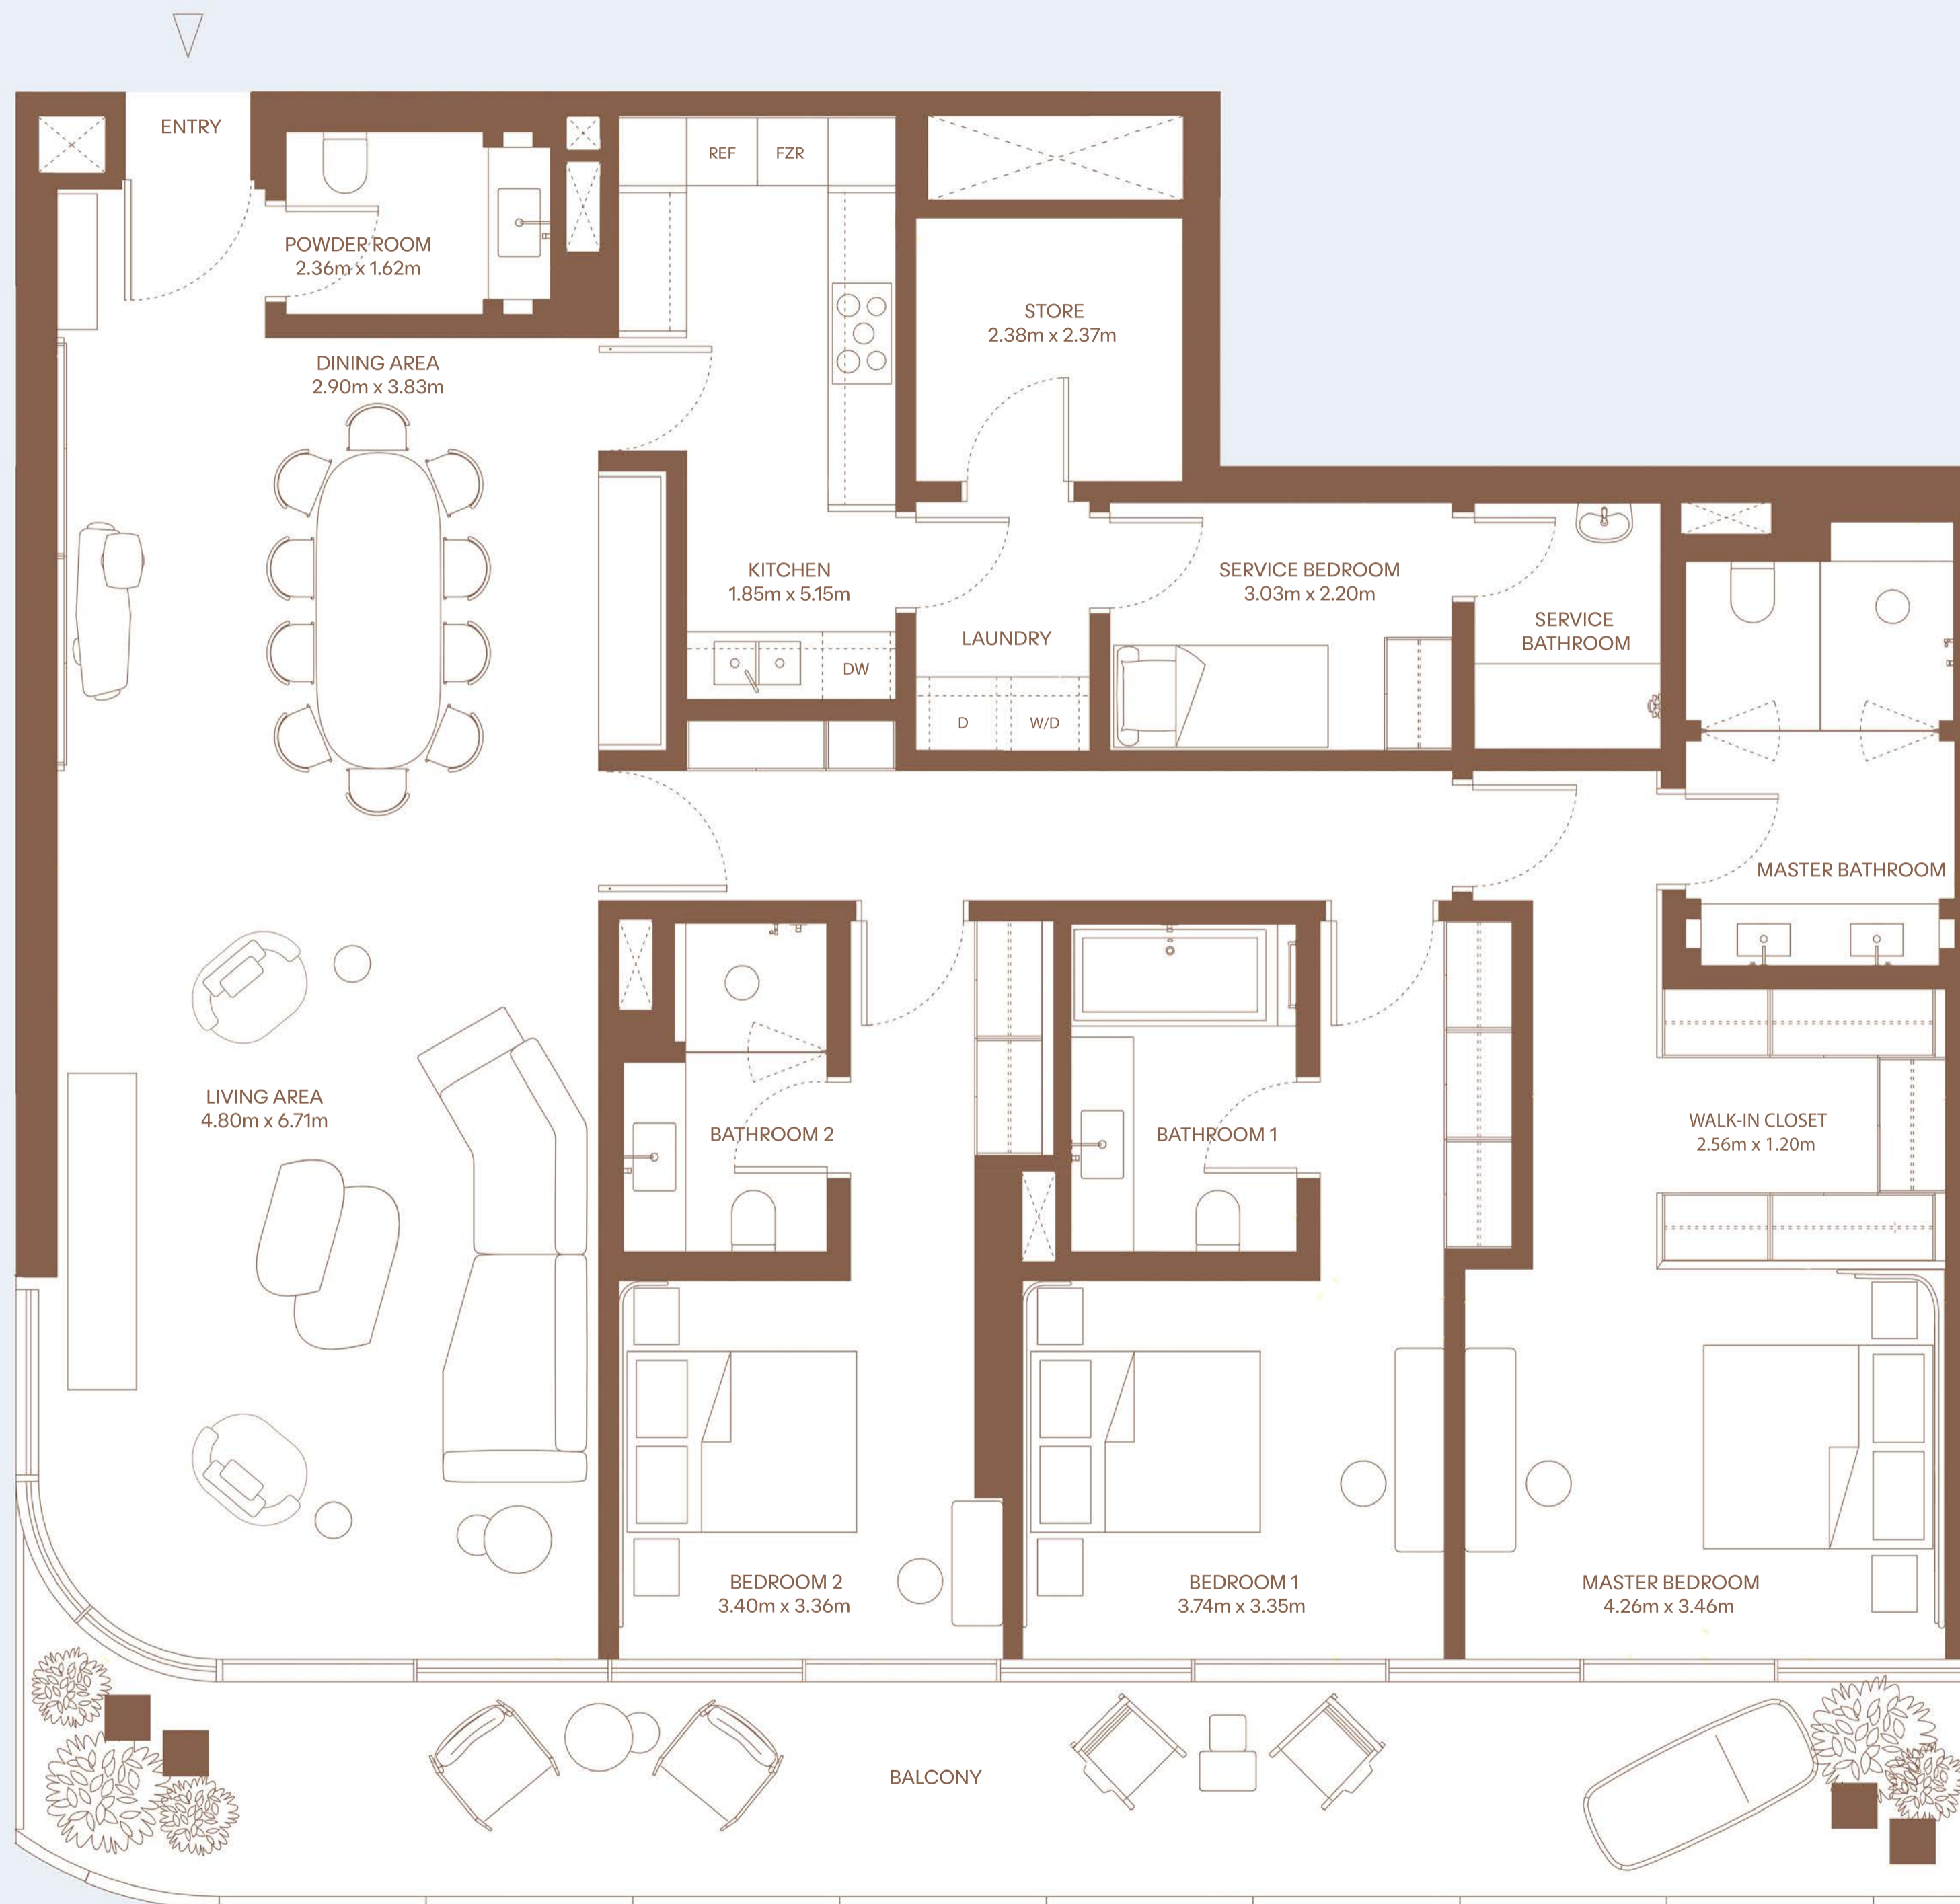 ENTRY
REF
FZR
POWDER ROOM
2.36m x 1.62m
STORE
2.38m x 2.37m
DINING AREA
2.90m x 3.83m
KITCHEN
1.85m x 5.15m
SERVICE BEDROOM
3.03m x 2.20m
SERVICE
BATHROOM
LAUNDRY
DW
D
W/D
MASTER BATHROOM
LIVING AREA
4.80m x 6.71m
BATHROOM 2
BATHROOM 1
WALK-IN CLOSET
2.56m x 1.20m
BEDROOM 2
3.40m x 3.36m
BEDROOM 1
3.74m x 3.35m
MASTER BEDROOM
4.26m x 3.46m
BALCONY